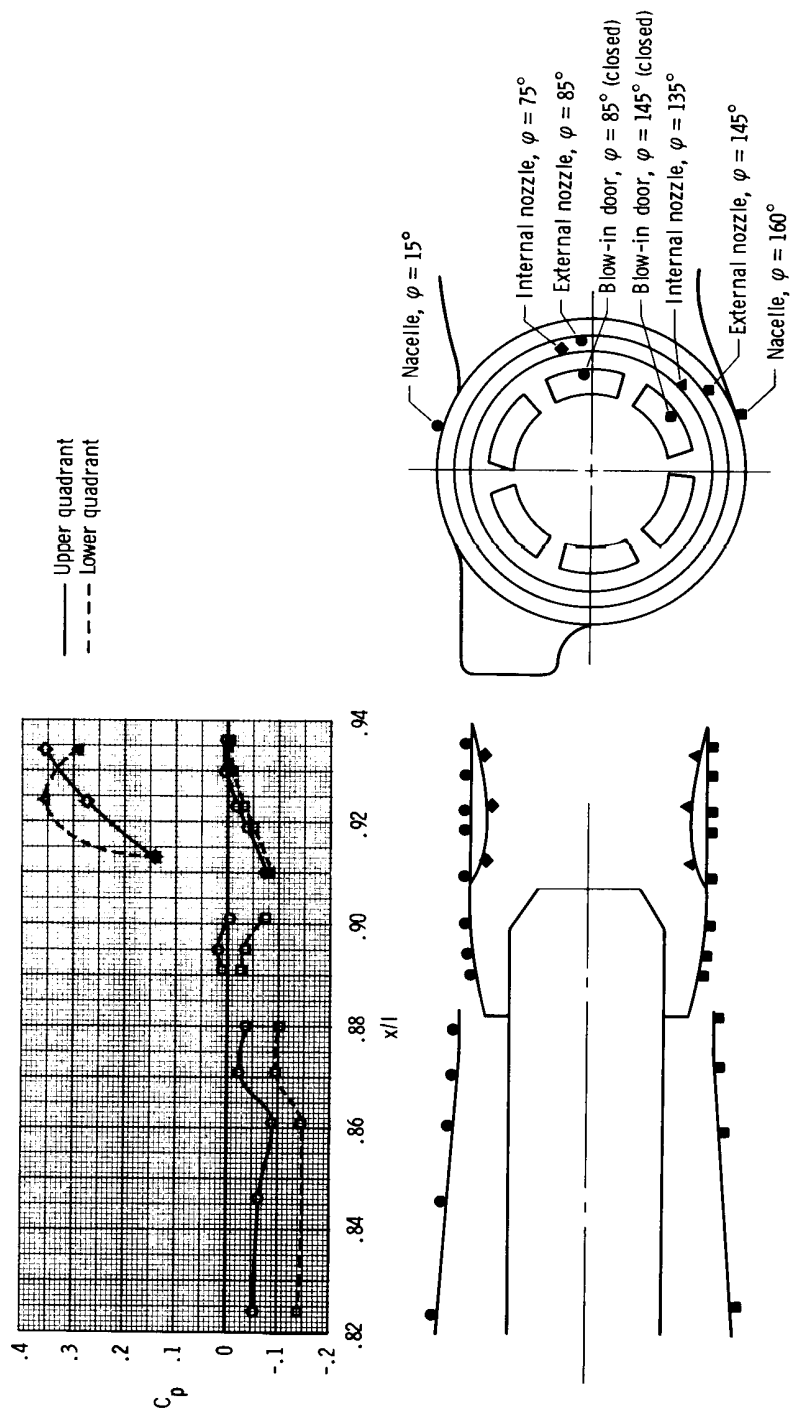 Upper quadrant
Lower quadrant
.4
.3
.2
.1
0
-.1
-.2
Cp
.82
.84
.86
.88
.90
.92
.94
x/l
Nacelle, φ = 15°
Internal nozzle, φ = 75°
External nozzle, φ = 85°
Blow-in door, φ = 85° (closed)
Blow-in door, φ = 145° (closed)
Internal nozzle, φ = 135°
External nozzle, φ = 145°
Nacelle, φ = 160°